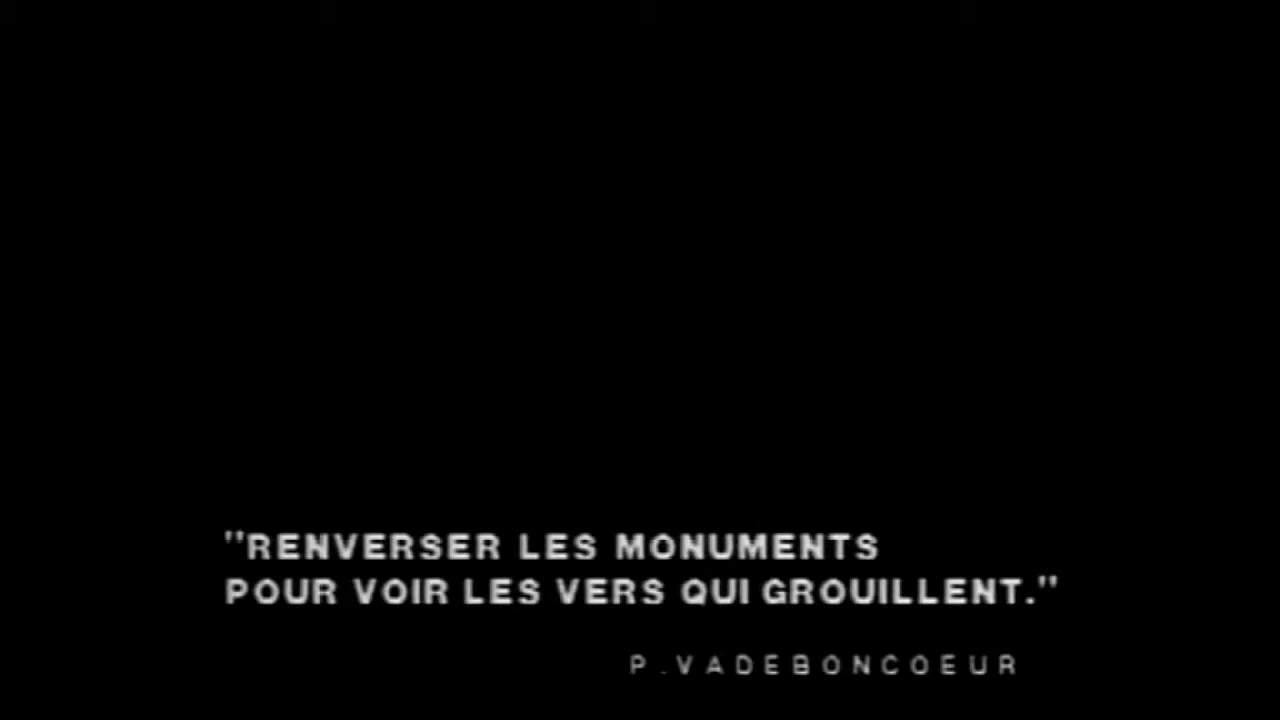 "RENVERSER LES MONUMENTS
POUR VOIR LES VERS QUI GROUILLENT."
P.VADEBONCOEUR